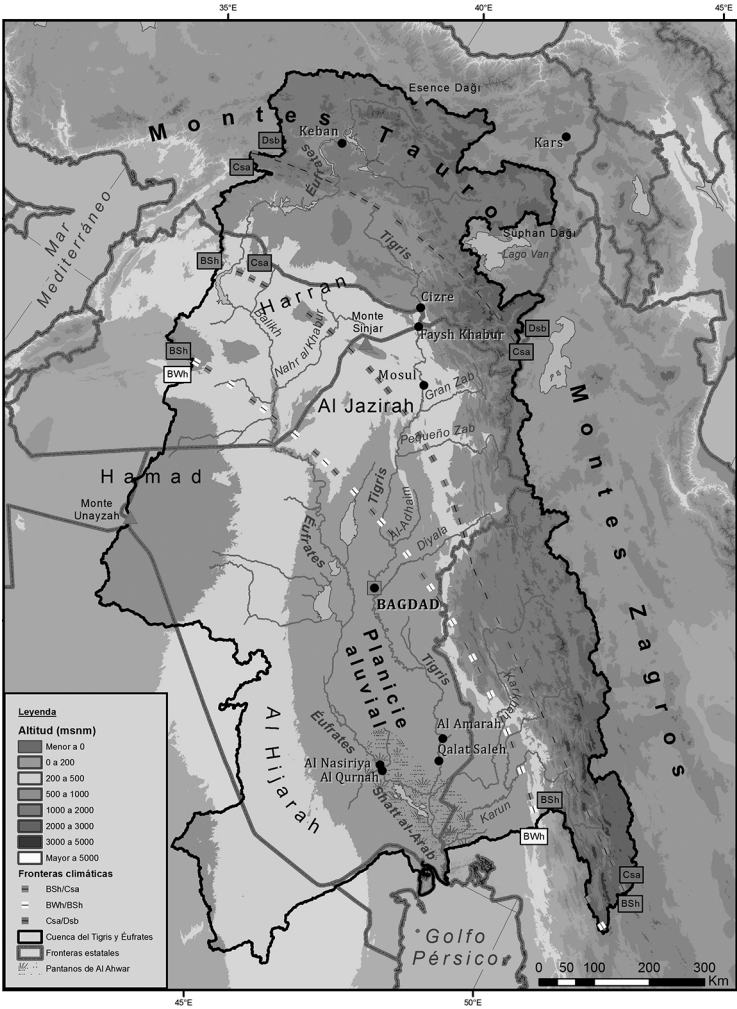 35°E
40°E
45°E
Esence Dağı
Montes Tauro
Keban
Kars
Dsb
Csa
Éufrates
Mar
Mediterráneo
Süphan Dağı
Lago Van
Tigris
BSh
Csa
Harran
Cizre
Balikh
Nahr al Khabur
Monte
Sinjar
Faysh Khabur
Dsb
Csa
BSh
BWh
Mosul
Gran Zab
Al Jazirah
Pequeño Zab
Montes Zagros
Hamad
Monte
Unayzah
Tigris
Al-Adhaim
Éufrates
Diyala
BAGDAD
Planicie
aluvial
Tigris
Karkheh
Al Hijarah
Éufrates
Al Amarah
Qalat Saleh
Al Nasiriya
Al Qurnah
Shatt al-Arab
Karun
BSh
BWh
Csa
BSh
Golfo
Pérsico
Leyenda
Altitud (msnm)
Menor a 0
0 a 200
200 a 500
500 a 1000
1000 a 2000
2000 a 3000
3000 a 5000
Mayor a 5000
Fronteras climáticas
BSh/Csa
BWh/BSh
Csa/Dsb
Cuenca del Tigris y Éufrates
Fronteras estatales
Pantanos de Al Ahwar
0 50 100 200 300
Km
45°E
50°E